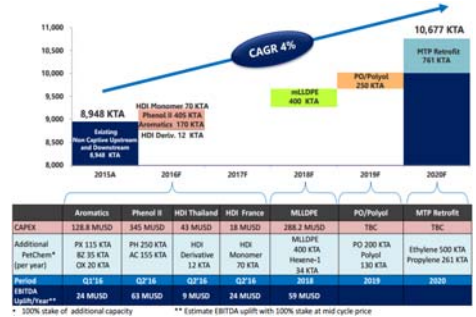 11,000
10,500
10,000
9,500
9,000
8,500
8,000
10,677 KTA
MTP Retrofit
761 KTA
CAGR 4%
PO/Polyol
250 KTA
mLLDPE
400 KTA
8,948 KTA
HDI Monomer 70 KTA
Phenol II 405 KTA
Aromatics 170 KTA
HDI Deriv. 12 KTA
Existing
Non Captive Upstream
and Downstream
8,948 KTA
2015A 2016F 2017F 2018F 2019F 2020F
Aromatics Phenol II HDI Thailand HDI France MLLDPE PO/Polyol MTP Retrofit
CAPEX 128.8 MUSD 345 MUSD 43 MUSD 18 MUSD 288.2 MUSD TBC TBC
Additional PetChem* (per year) PX 115 KTA BZ 35 KTA OX 20 KTA PH 250 KTA AC 155 KTA HDI Derivative 12 KTA HDI Monomer 70 KTA MLLDPE 400 KTA Hexene-1 34 KTA PO 200 KTA Polyol 130 KTA Ethylene 500 KTA Propylene 261 KTA
Period Q1'16 Q2'16 Q2'16 Q2'16 2018 2019 2020
EBITDA Uplift/Year** 24 MUSD 63 MUSD 9 MUSD 24 MUSD 59 MUSD
* 100% stake of additional capacity ** Estimate EBITDA uplift with 100% stake at mid cycle price